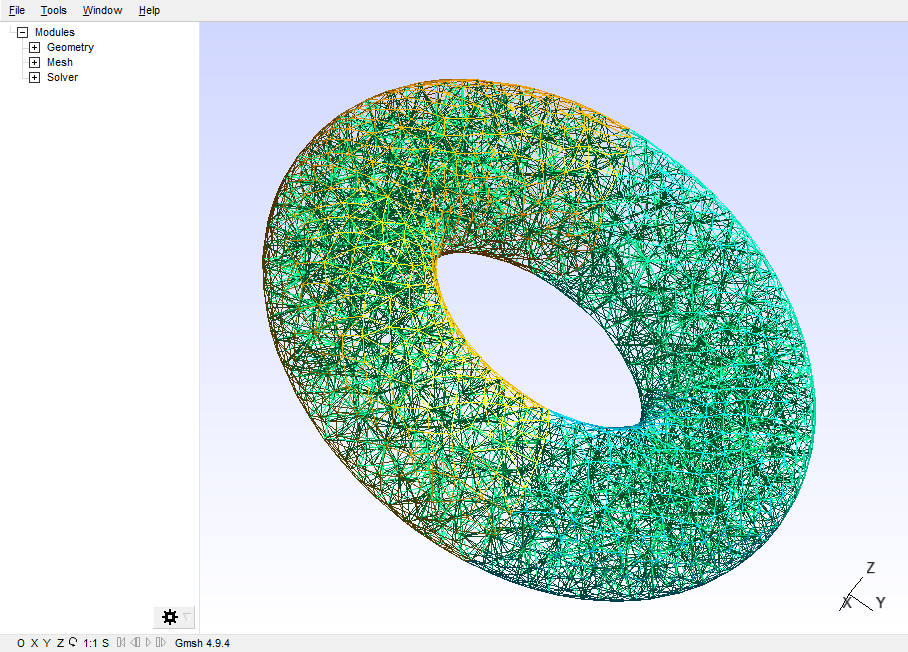 File Tools Window Help
Modules
Geometry
Mesh
Solver
Z
X Y
O X Y Z 1:1 S Gmsh 4.9.4